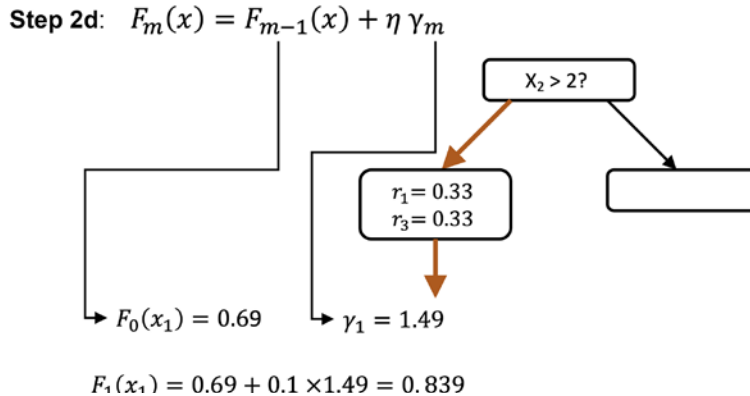 Step 2d: Fₘ(x) = Fₘ₋₁(x) + η γₘ
X₂ > 2?
r₁= 0.33
r₃= 0.33
F₀(x₁) = 0.69
γ₁ = 1.49
F₁(x₁) = 0.69 + 0.1 ×1.49 = 0.839